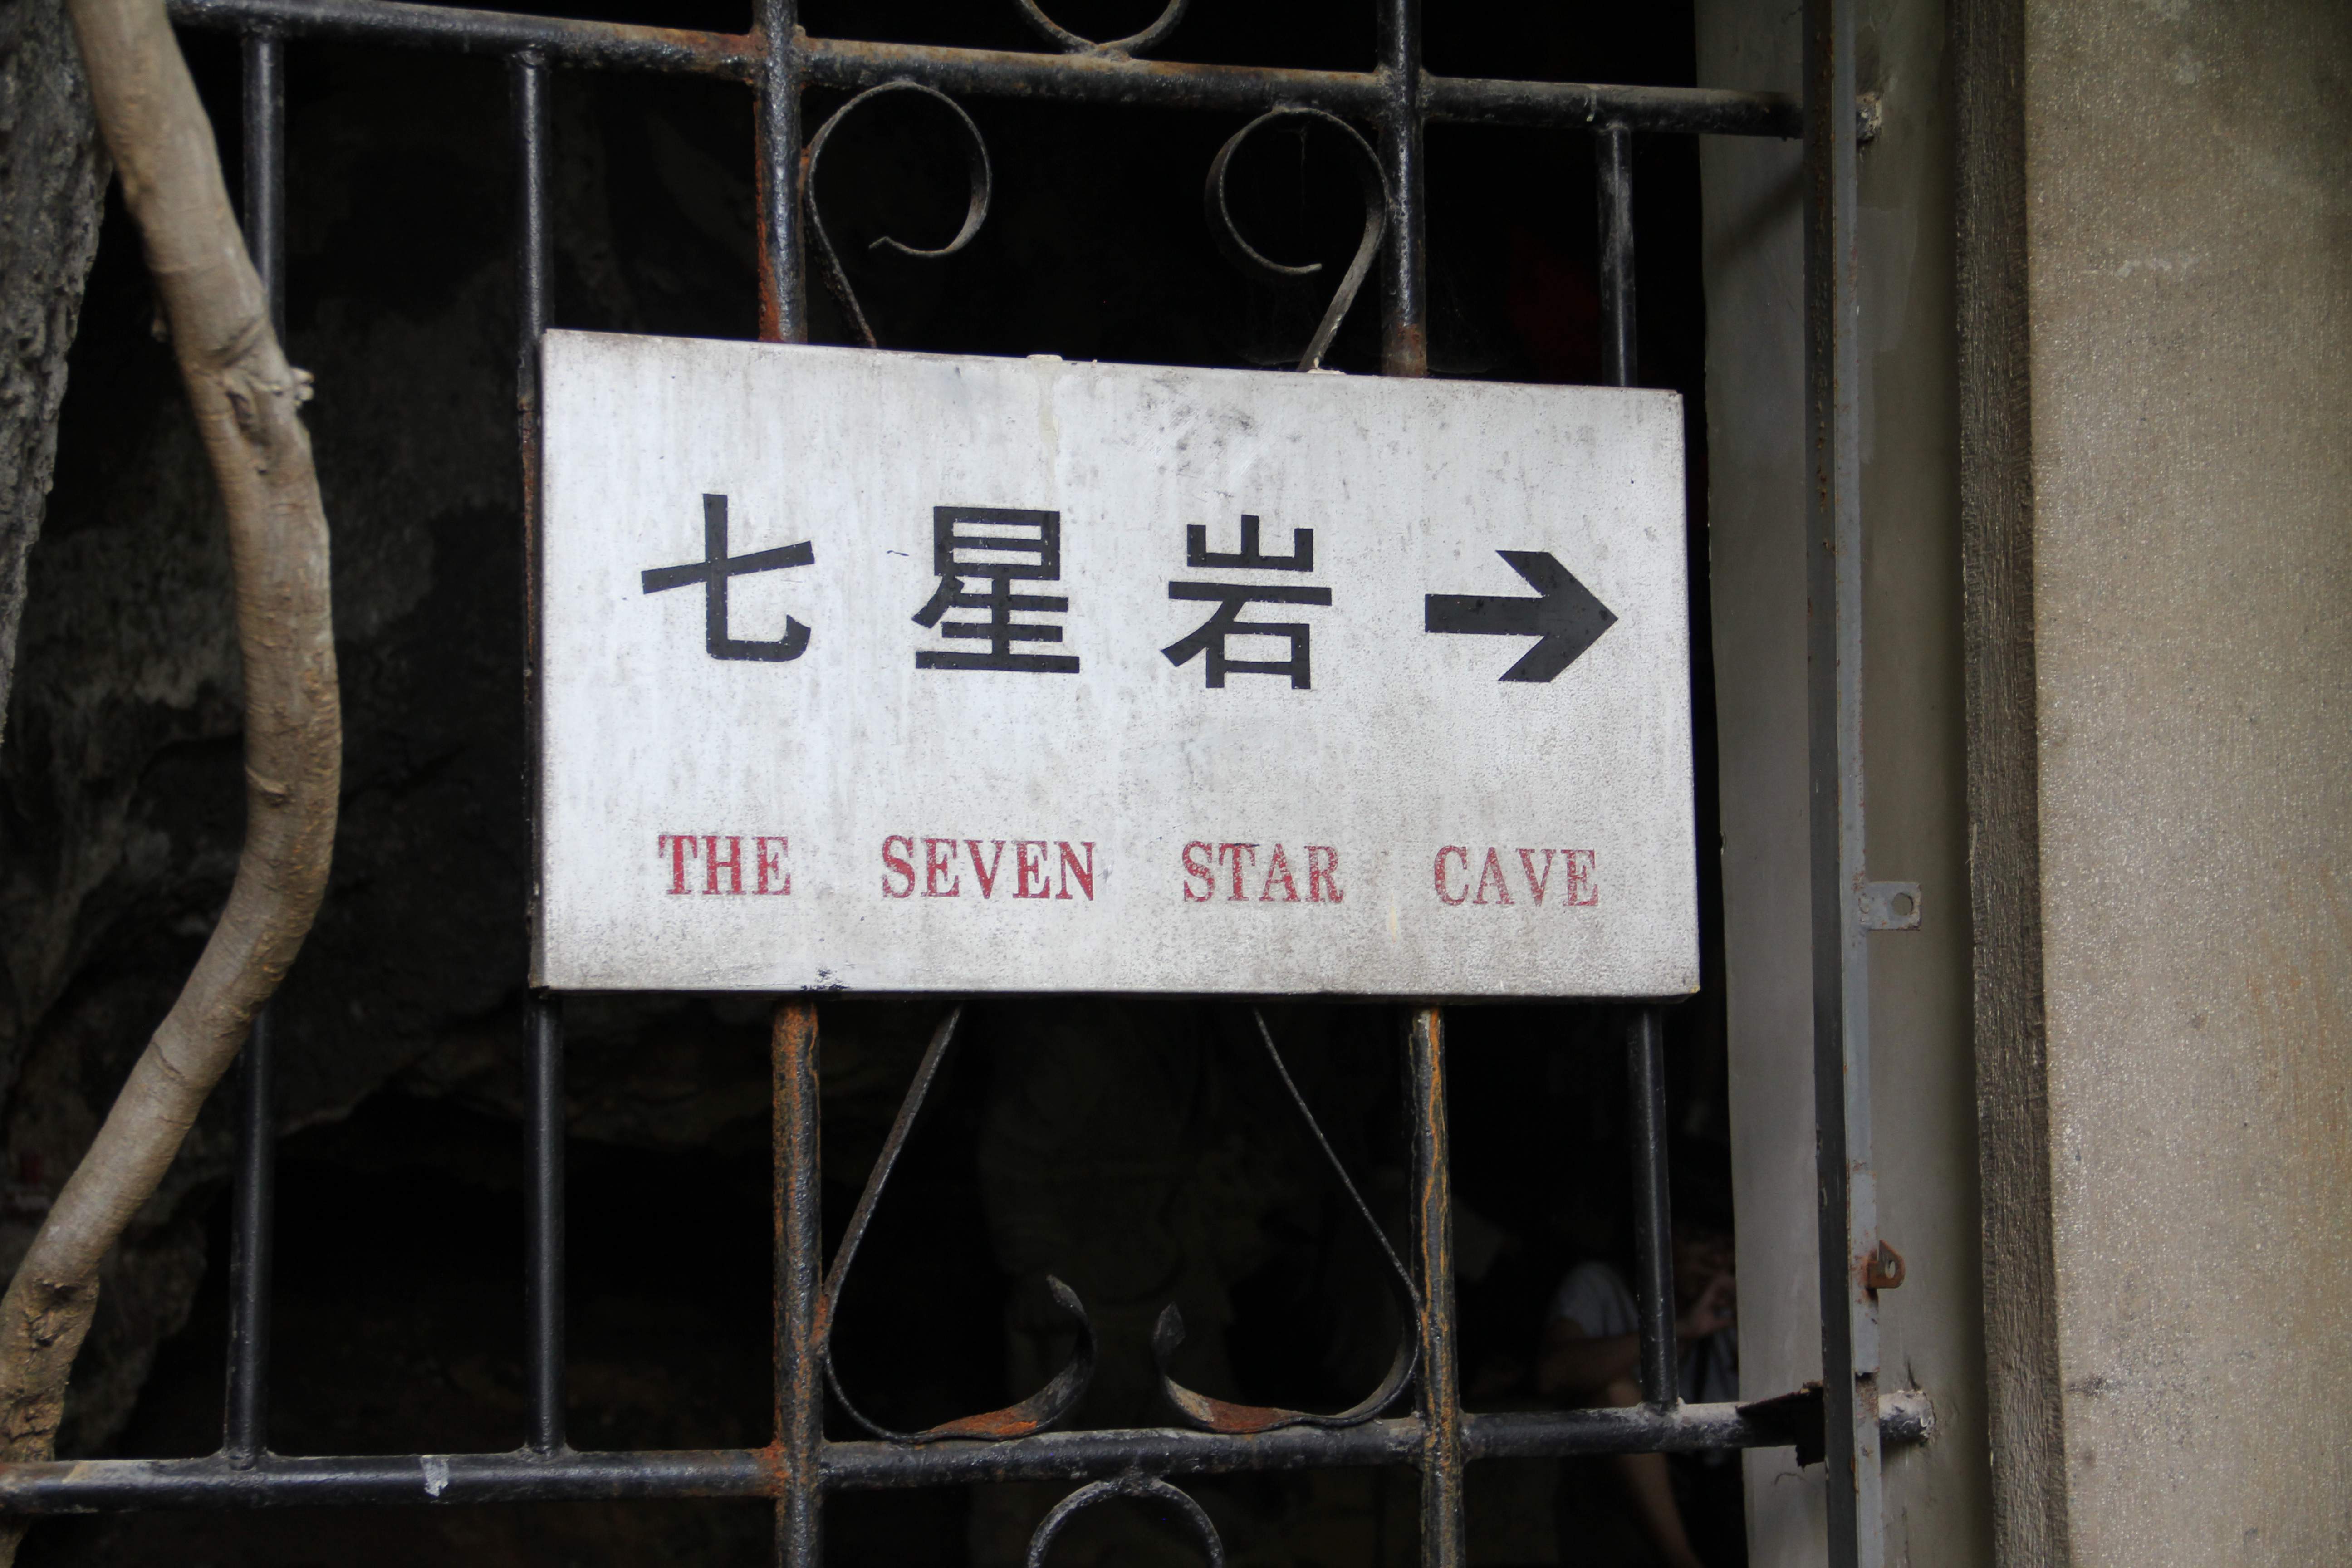 七星岩→
THE SEVEN STAR CAVE